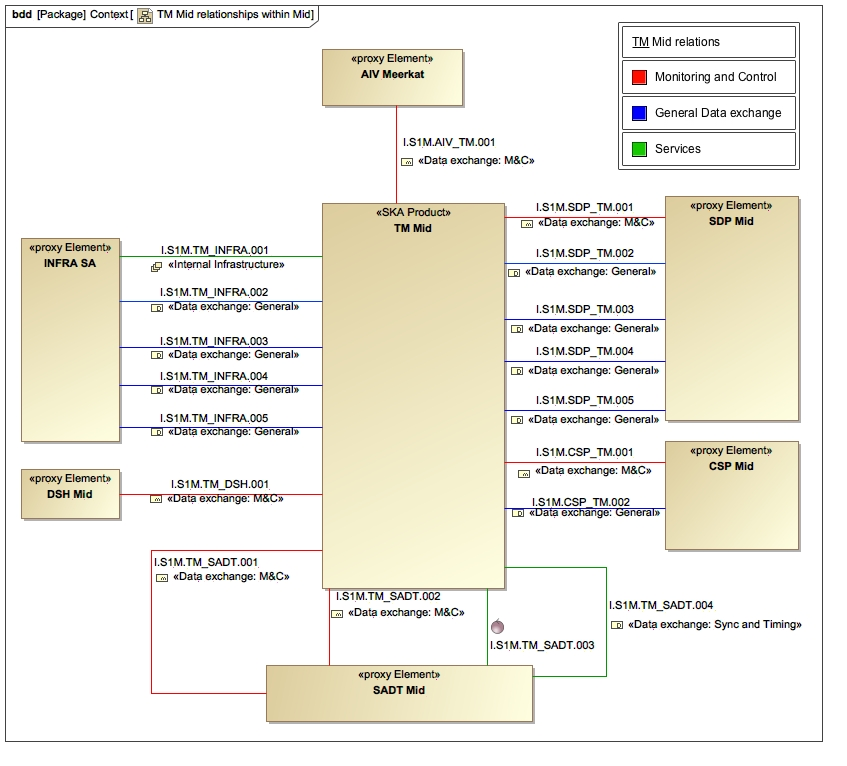 bdd [Package] Context [ TM Mid relationships within Mid]
TM Mid relations
Monitoring and Control
General Data exchange
Services
«proxy Element»
AIV Meerkat
I.S1M.AIV_TM.001
«Data exchange: M&C»
«SKA Product»
TM Mid
«proxy Element»
INFRA SA
I.S1M.TM_INFRA.001
«Internal Infrastructure»
I.S1M.TM_INFRA.002
«Data exchange: General»
I.S1M.TM_INFRA.003
«Data exchange: General»
I.S1M.TM_INFRA.004
«Data exchange: General»
I.S1M.TM_INFRA.005
«Data exchange: General»
«proxy Element»
DSH Mid
I.S1M.TM_DSH.001
«Data exchange: M&C»
I.S1M.SDP_TM.001
«Data exchange: M&C»
I.S1M.SDP_TM.002
«Data exchange: General»
I.S1M.SDP_TM.003
«Data exchange: General»
I.S1M.SDP_TM.004
«Data exchange: General»
I.S1M.SDP_TM.005
«Data exchange: General»
«proxy Element»
SDP Mid
I.S1M.CSP_TM.001
«Data exchange: M&C»
I.S1M.CSP_TM.002
«Data exchange: General»
«proxy Element»
CSP Mid
I.S1M.TM_SADT.001
«Data exchange: M&C»
I.S1M.TM_SADT.002
«Data exchange: M&C»
I.S1M.TM_SADT.003
I.S1M.TM_SADT.004
«Data exchange: Sync and Timing»
«proxy Element»
SADT Mid